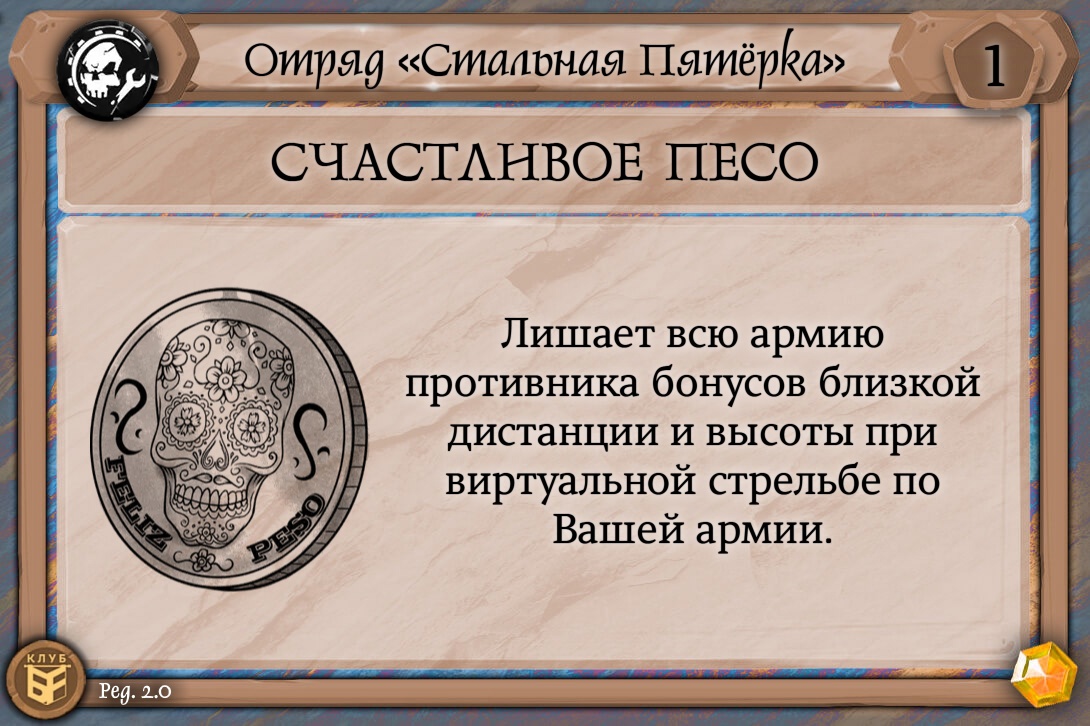 Отряд «Стальная Пятёрка»
1
СЧАСТЛИВОЕ ПЕСО
Лишает всю армию
противника бонусов близкой
дистанции и высоты при
виртуальной стрельбе по
Вашей армии.
FELIZ PESO
КЛУБ
Ред. 2.0